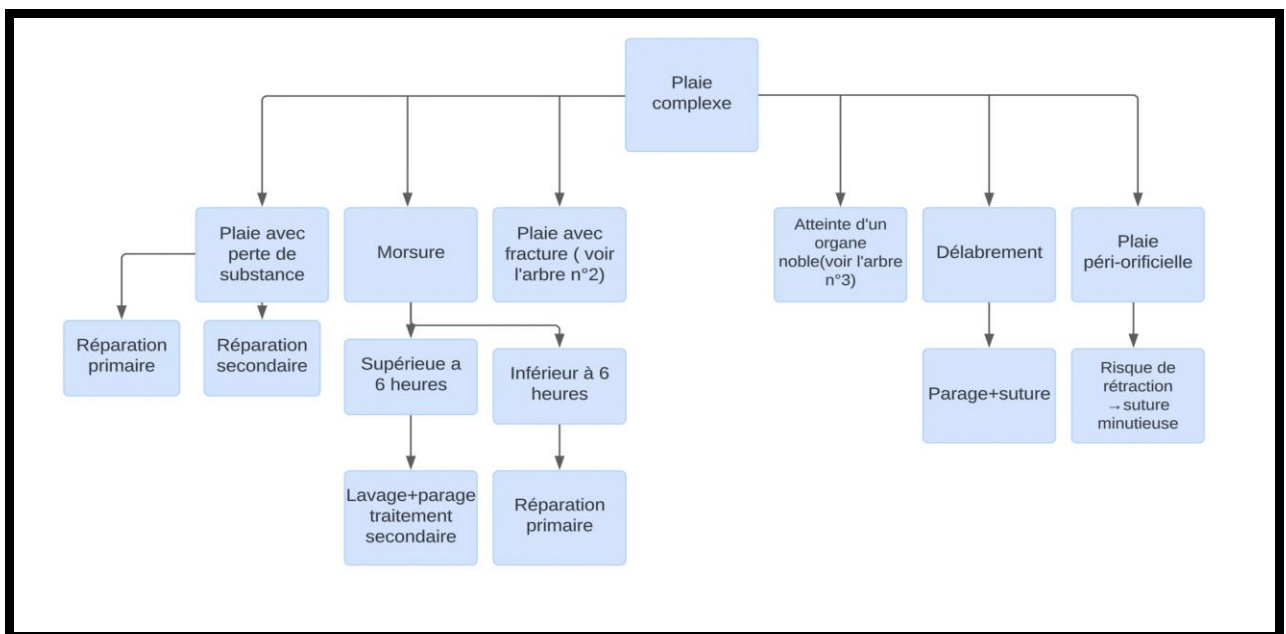 Plaie
complexe
Plaie avec
perte de
substance
Morsure
Plaie avec
fracture ( voir
l'arbre n°2)
Atteinte d'un
organe
noble(voir l'arbre
n°3)
Délabrement
Plaie
péri-orificielle
Réparation
primaire
Réparation
secondaire
Supérieue a
6 heures
Inférieur à 6
heures
Parage+suture
Risque de
rétraction
→suture
minutieuse
Lavage+parage
traitement
secondaire
Réparation
primaire